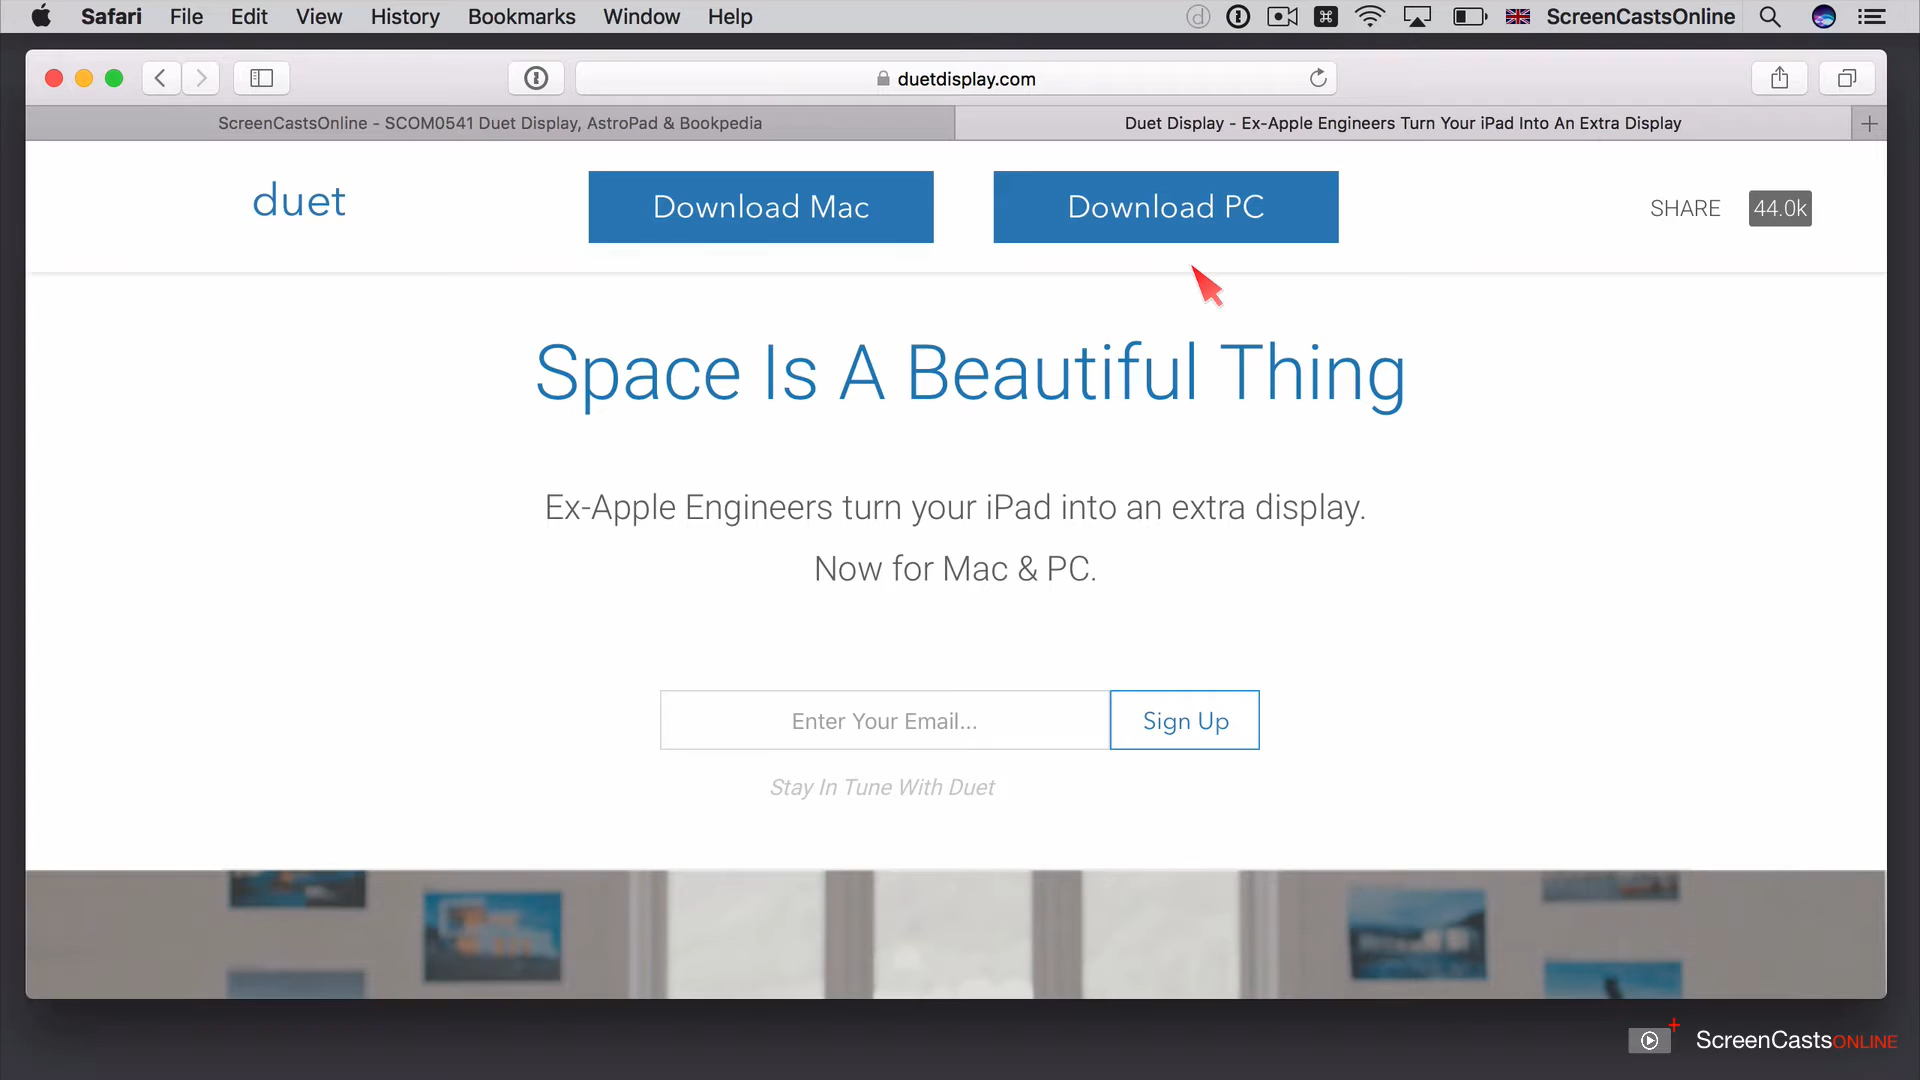 Safari File Edit View History Bookmarks Window Help ScreenCastsOnline
duetdisplay.com
ScreenCastsOnline - SCOM0541 Duet Display, AstroPad & Bookpedia
Duet Display - Ex-Apple Engineers Turn Your iPad Into An Extra Display
duet
Download Mac
Download PC
SHARE
44.0k
Space Is A Beautiful Thing
Ex-Apple Engineers turn your iPad into an extra display.
Now for Mac & PC.
Enter Your Email...
Sign Up
Stay In Tune With Duet
ScreenCastsONLINE